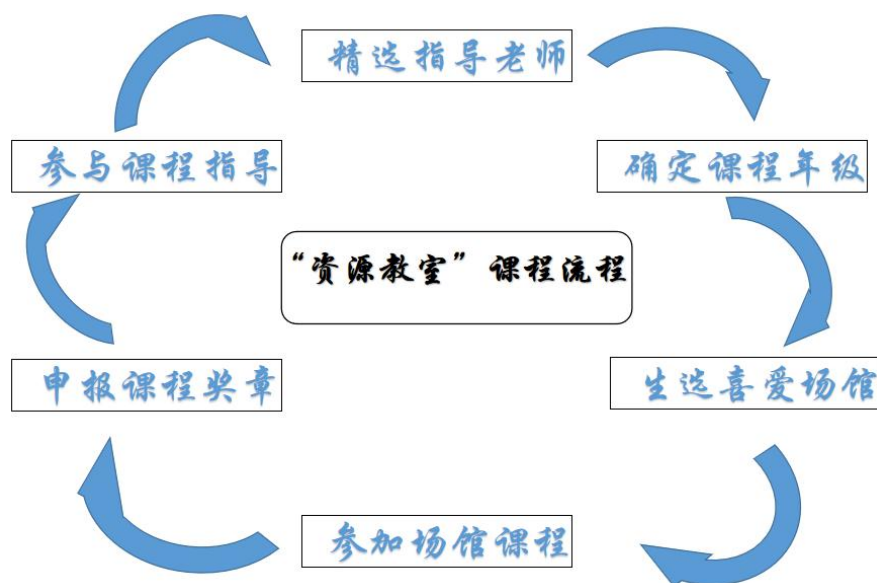 精选指导老师
参与课程指导
确定课程年级
“资源教室”课程流程
申报课程奖章
生选喜爱场馆
参加场馆课程